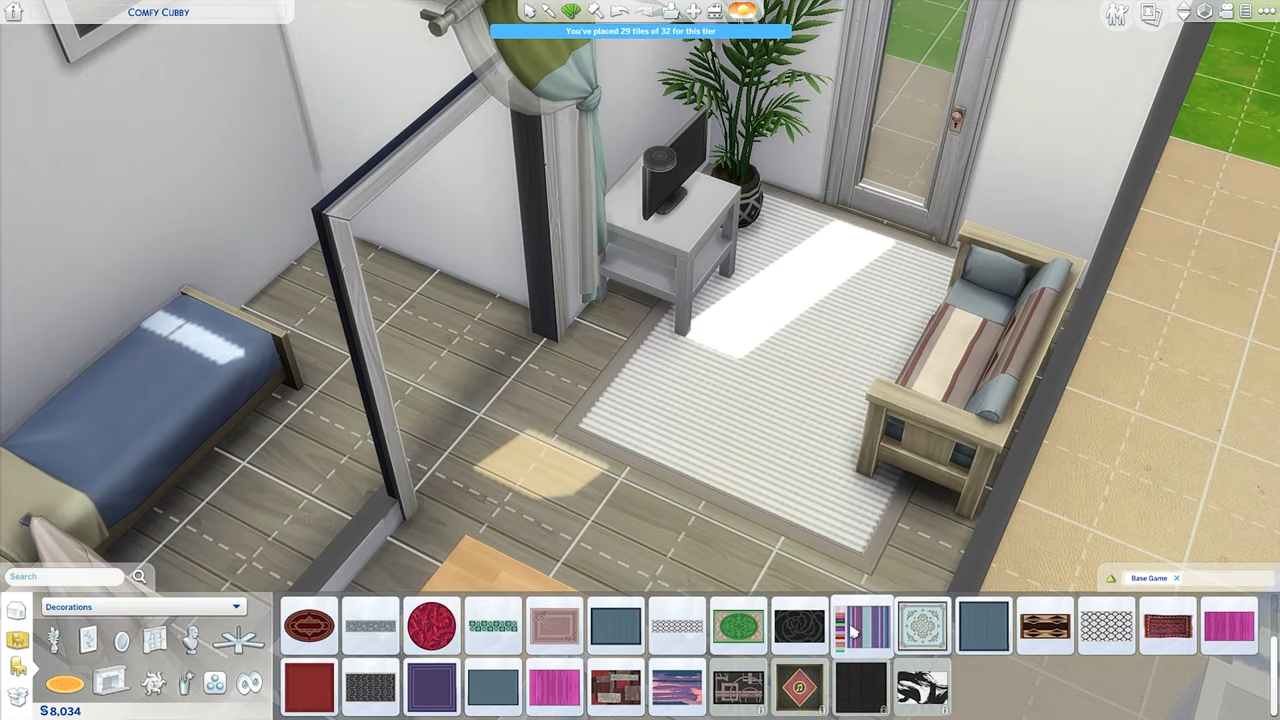 COMFY CUBBY
You've placed 29 tiles of 32 for this tier
Base Game
Search
Decorations
§8,034